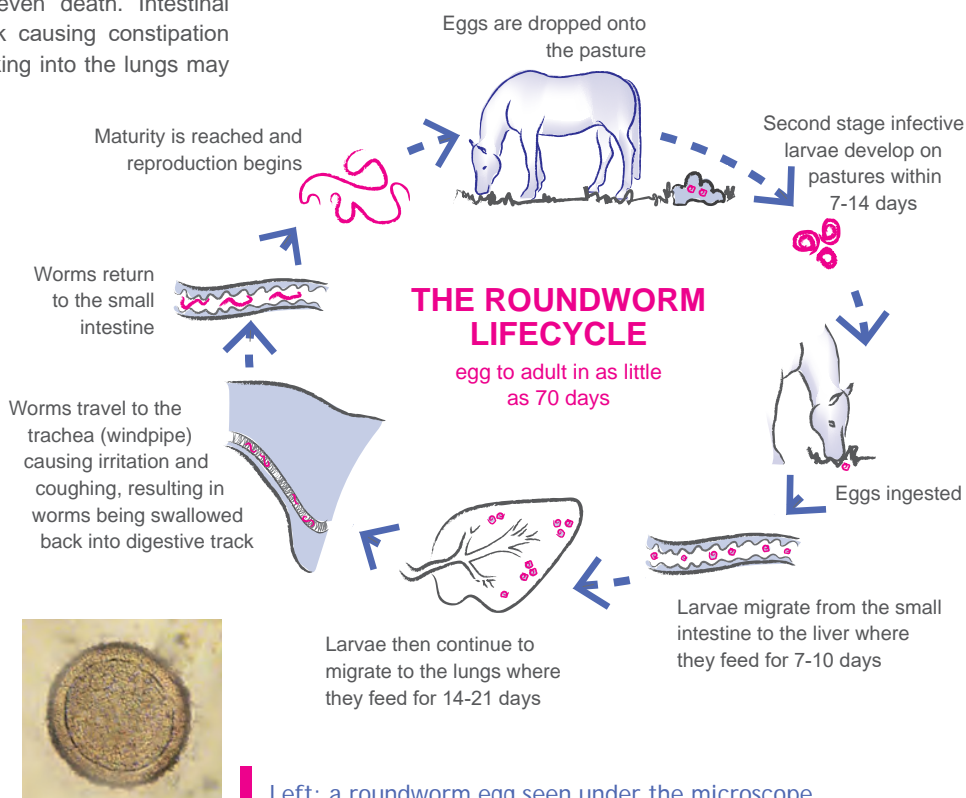 even death. Intestinal
k causing constipation
king into the lungs may
Eggs are dropped onto
the pasture
Second stage infective
larvae develop on
pastures within
7-14 days
Eggs ingested
Larvae migrate from the small
intestine to the liver where
they feed for 7-10 days
Larvae then continue to
migrate to the lungs where
they feed for 14-21 days
Worms travel to the
trachea (windpipe)
causing irritation and
coughing, resulting in
worms being swallowed
back into digestive track
Worms return
to the small
intestine
Maturity is reached and
reproduction begins
THE ROUNDWORM
LIFECYCLE
egg to adult in as little
as 70 days
Left: a roundworm egg seen under the microscope